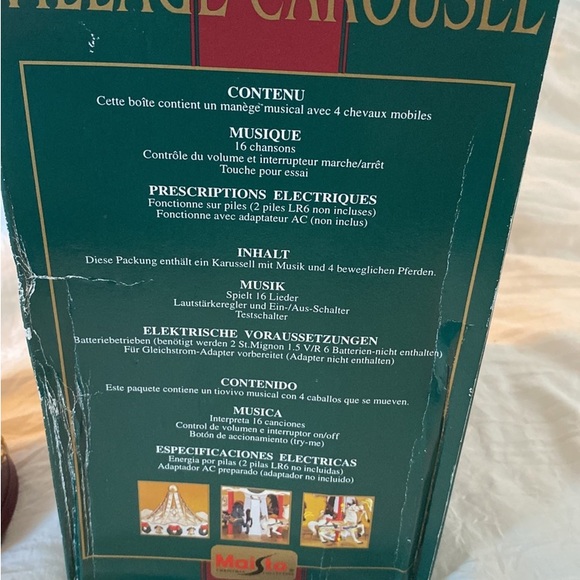 VILLAGE CAROUSEL
CONTENU
Cette boîte contient un manège musical avec 4 chevaux mobiles
MUSIQUE
16 chansons
Contrôle du volume et interrupteur marche/arrêt
Touche pour essai
PRESCRIPTIONS ELECTRIQUES
Fonctionne sur piles (2 piles LR6 non incluses)
Fonctionne avec adaptateur AC (non inclus)
INHALT
Diese Packung enthält ein Karussell mit Musik und 4 beweglichen Pferden.
MUSIK
Spielt 16 Lieder
Lautstärkeregler und Ein-/Aus-Schalter
Testschalter
ELEKTRISCHE VORAUSSETZUNGEN
Batteriebetrieben (benötigt werden 2 St.Mignon 1.5 V/R 6 Batterien-nicht enthalten)
Für Gleichstrom-Adapter vorbereitet (Adapter nicht enthalten)
CONTENIDO
Este paquete contiene un tiovivo musical con 4 caballos que se mueven.
MUSICA
Interpreta 16 canciones
Control de volumen e interruptor on/off
Botón de accionamiento (try-me)
ESPECIFICACIONES ELECTRICAS
Energia por pilas (2 pilas LR6 no incluidas)
Adaptador AC preparado (adaptador no incluido)
Maisto